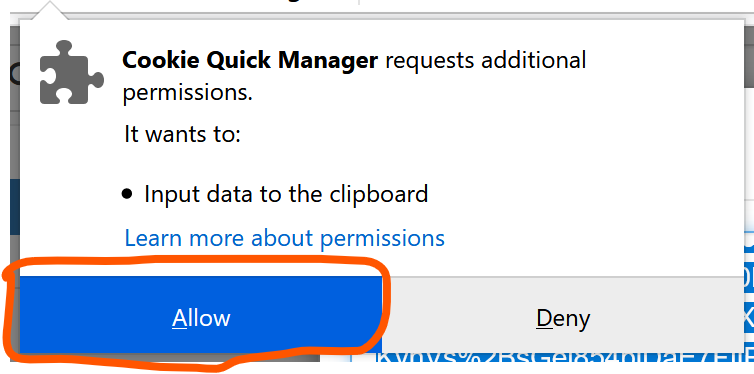 Cookie Quick Manager requests additional
permissions.
It wants to:
• Input data to the clipboard
Learn more about permissions
Allow
Deny